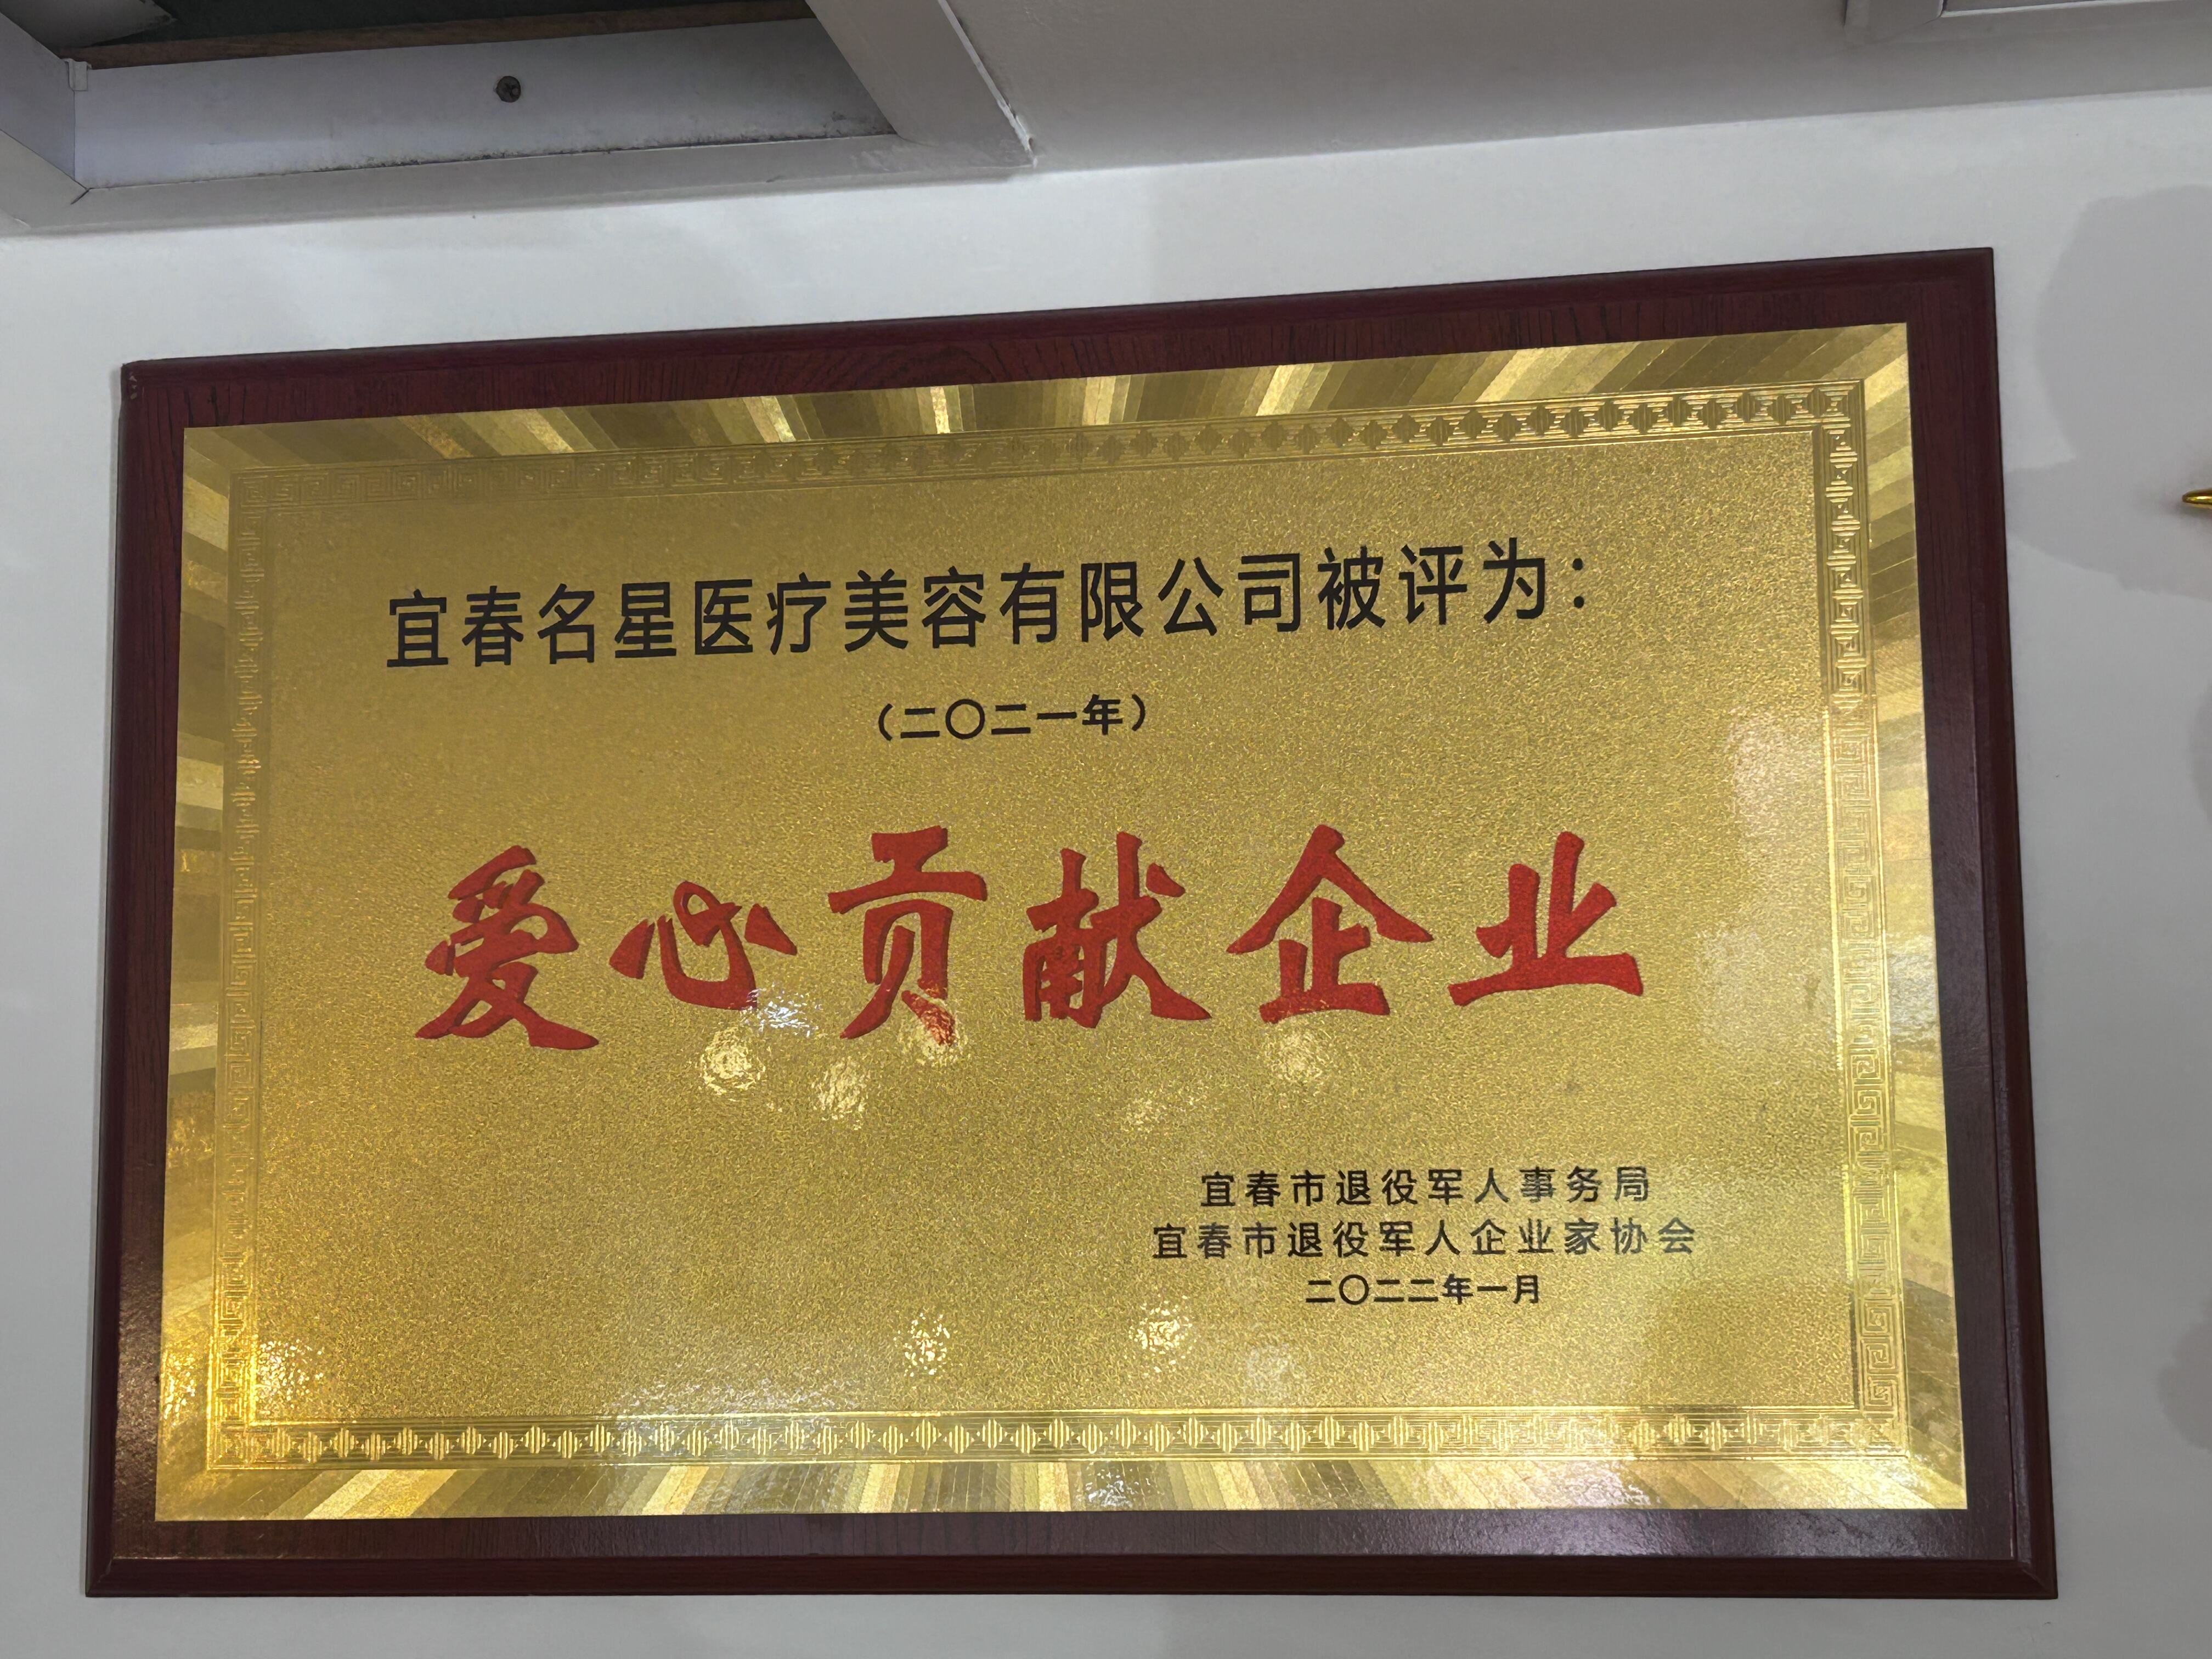 宜春名星医疗美容有限公司被评为：
（二〇二一年）
爱心贡献企业
宜春市退役军人事务局
宜春市退役军人企业家协会
二〇二二年一月